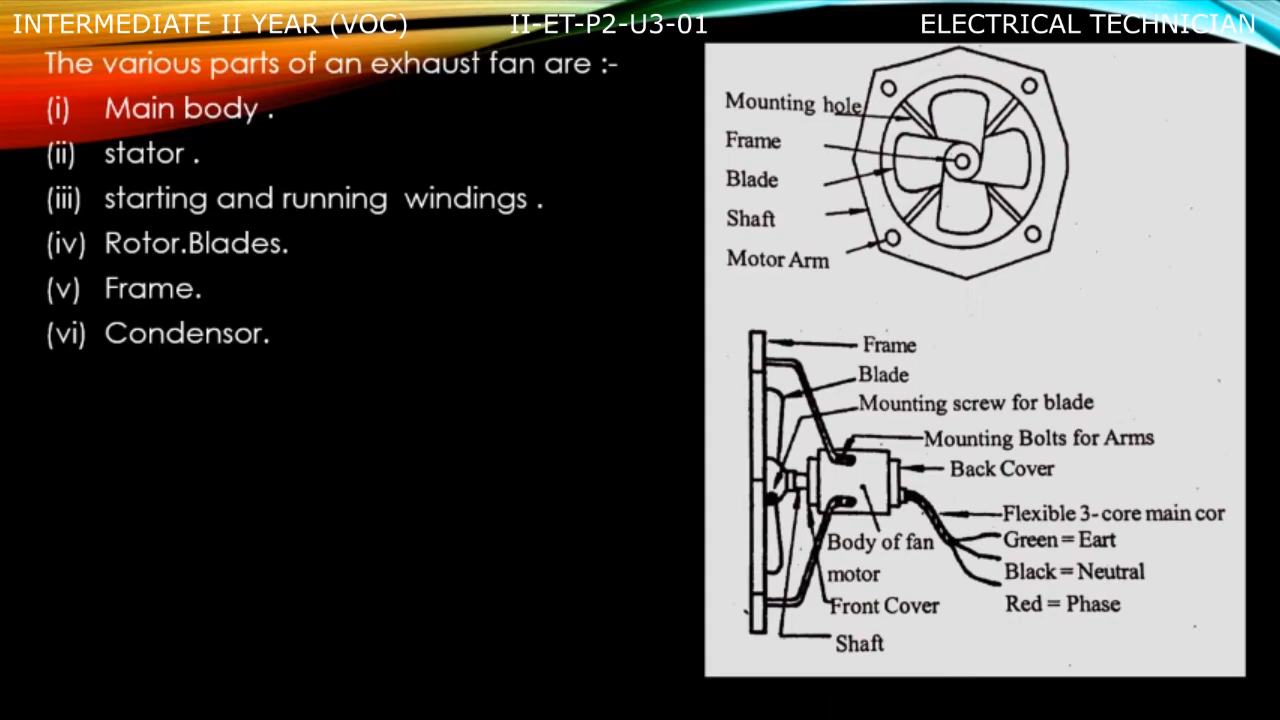 INTERMEDIATE II YEAR (VOC) II-ET-P2-U3-01 ELECTRICAL TECHNICIAN
The various parts of an exhaust fan are :-
(i) Main body .
(ii) stator .
(iii) starting and running windings .
(iv) Rotor.Blades.
(v) Frame.
(vi) Condensor.
Mounting hole
Frame
Blade
Shaft
Motor Arm
Frame
Blade
Mounting screw for blade
Mounting Bolts for Arms
Back Cover
Flexible 3-core main cor
Green = Eart
Black = Neutral
Red = Phase
Body of fan
motor
Front Cover
Shaft